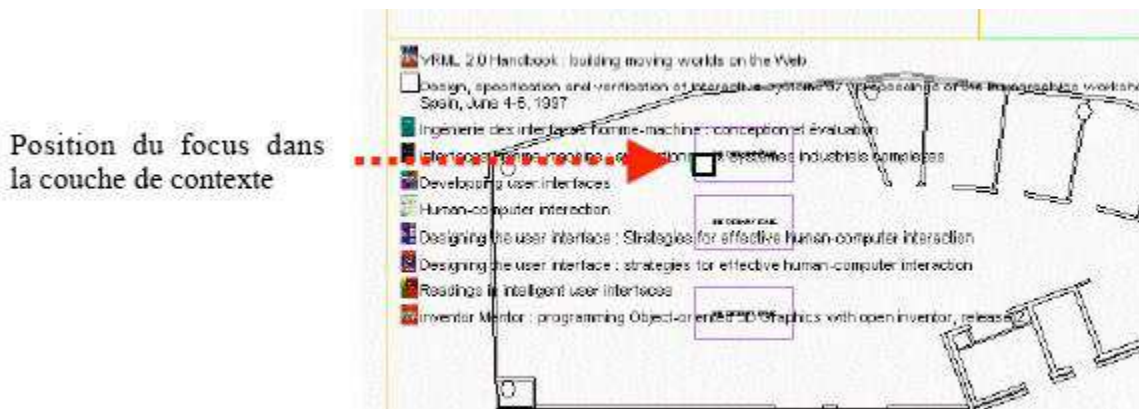 VRML 2.0 Handbook : building moving worlds on the Web
Design, specification and verification of interactive systems
Spain, June 4-6, 1997
Ingenierie des interfaces homme-machine : conception et évaluation
Position du focus dans
la couche de contexte
systèmes industriels complexes
Developping user interfaces
Human-computer interaction
Designing the user interface : Strategies for effective human-computer interaction
Designing the user interface : strategies for effective human-computer interaction
Readings in intelligent user interfaces
Inventor Mentor : programming Object-oriented 3D Graphics with open inventor, release 2